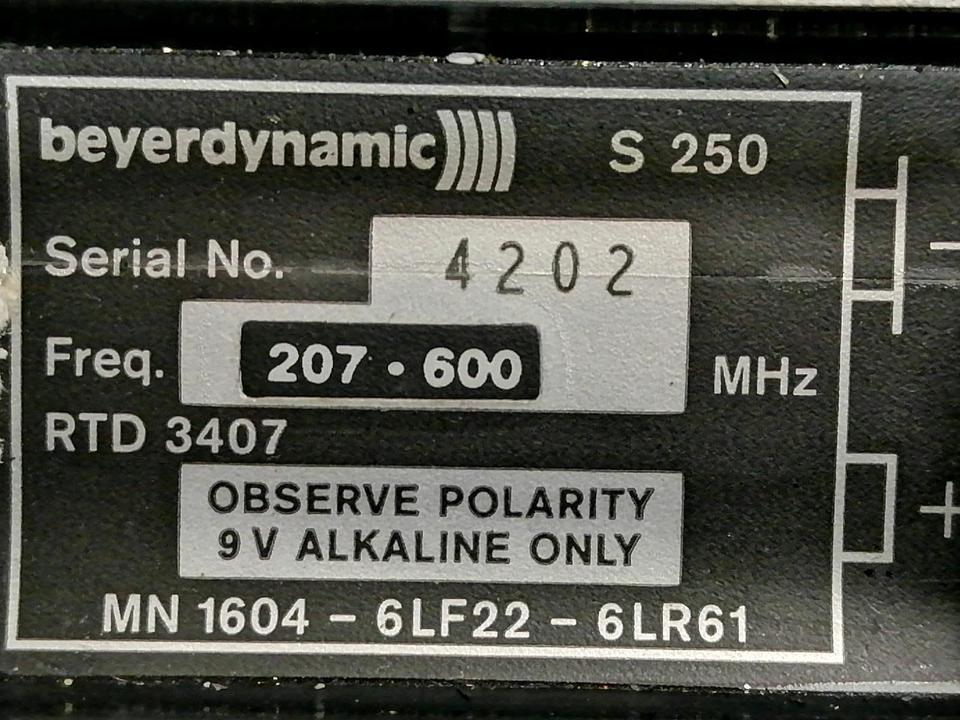 beyerdynamic S 250
Serial No. 4202
Freq. 207 · 600 MHz
RTD 3407
OBSERVE POLARITY
9 V ALKALINE ONLY
MN 1604 – 6LF22 – 6LR61
–
+